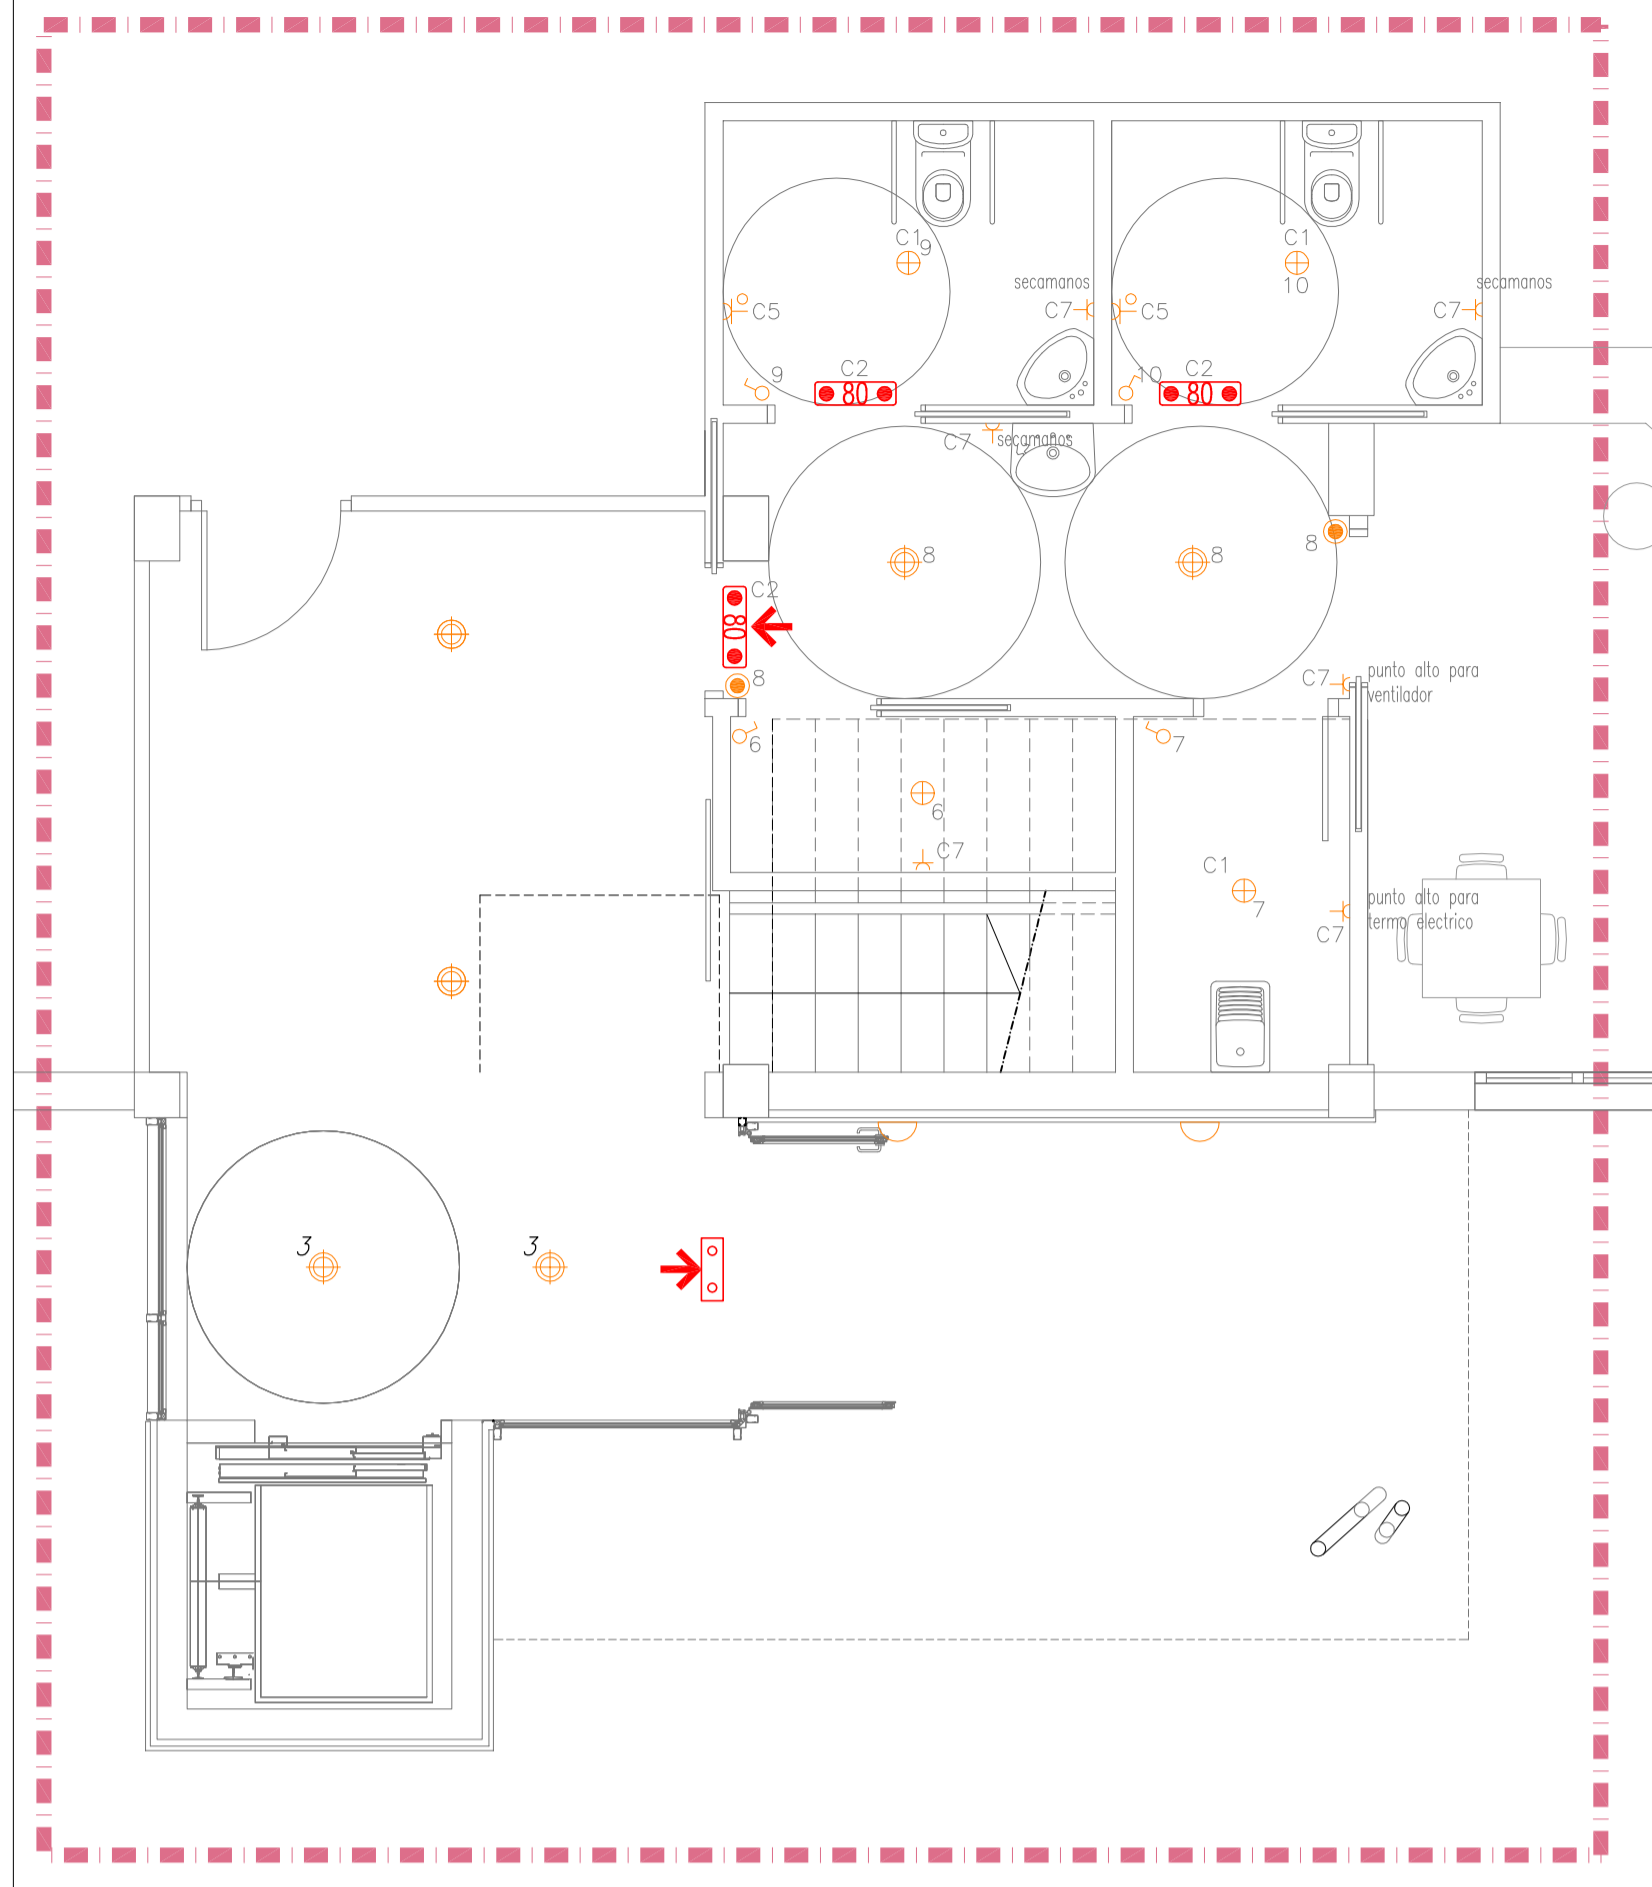 C1
9
C1
10
secamanos
secamanos
C5
C7
C5
C7
9
C2
80
10
C2
80
C7
secamanos
8
8
8
C2
80
8
C7
punto alto para
ventilador
6
7
6
C7
C1
7
punto alto para
termo electrico
C7
3
3